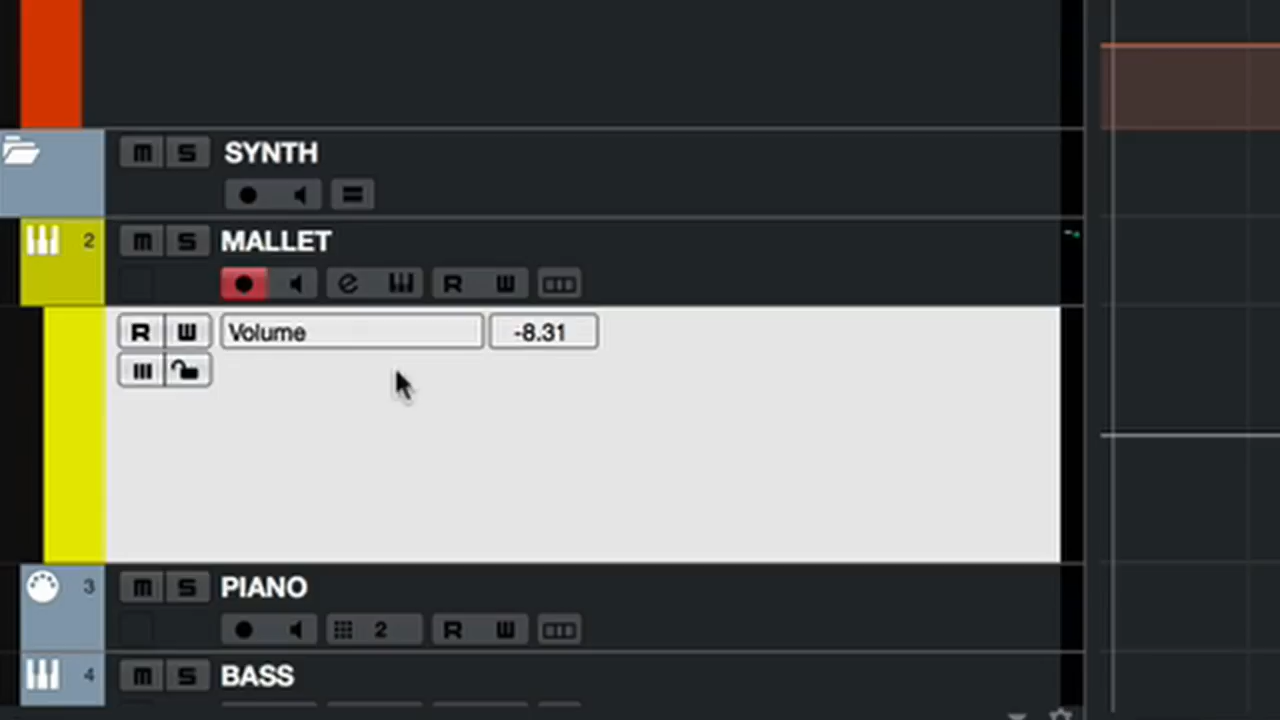 m S SYNTH
2 m S MALLET
e R W
R W Volume -8.31
3 m S PIANO
2 R W
4 m S BASS